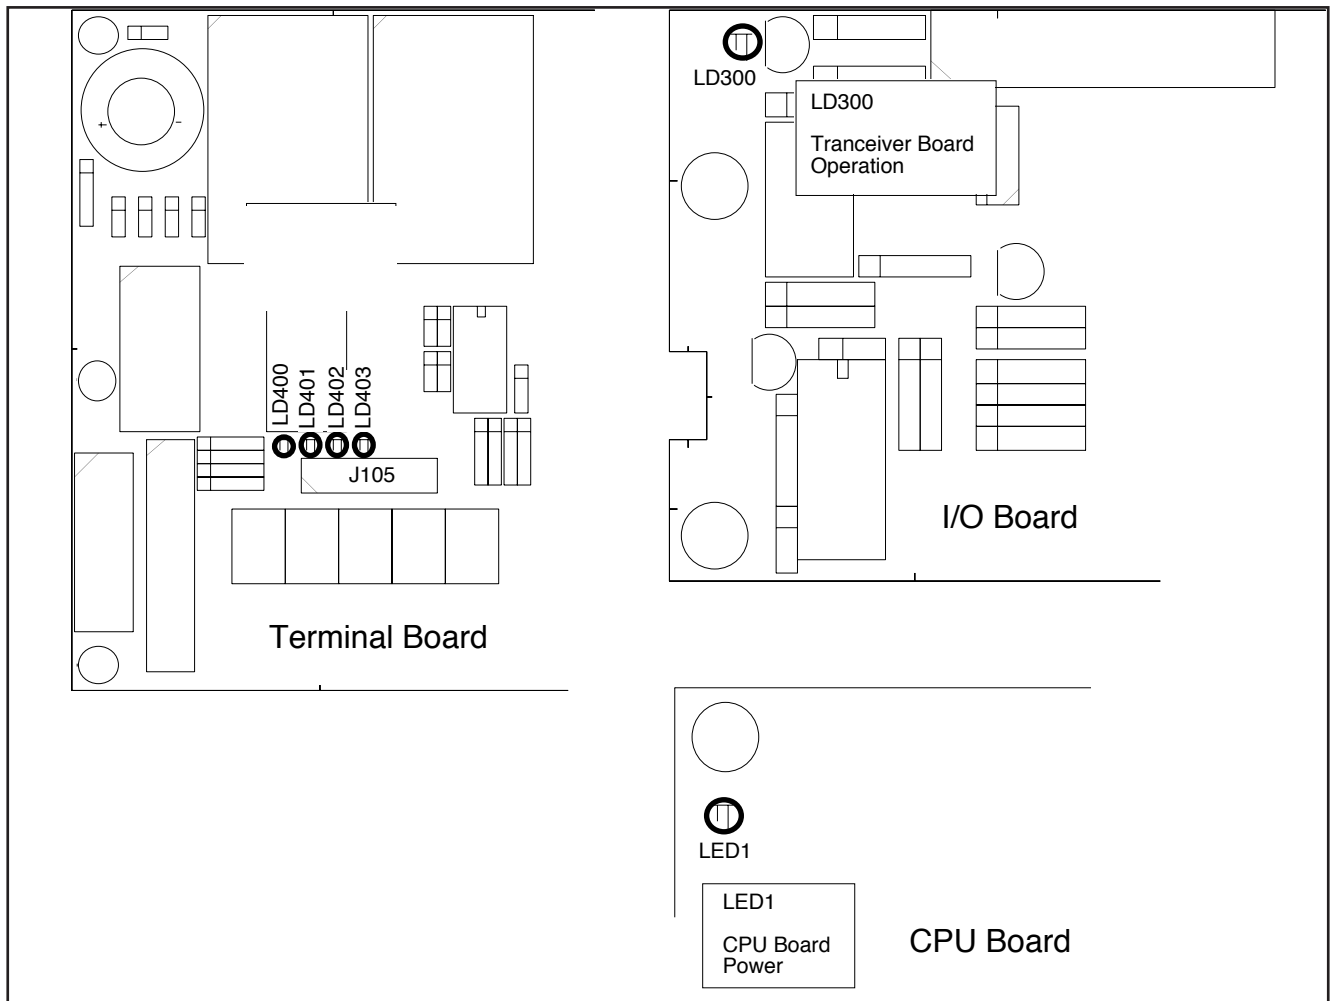 LD300
LD300
Tranceiver Board
Operation
LD400
LD401
LD402
LD403
J105
I/O Board
Terminal Board
LED1
LED1
CPU Board
Power
CPU Board